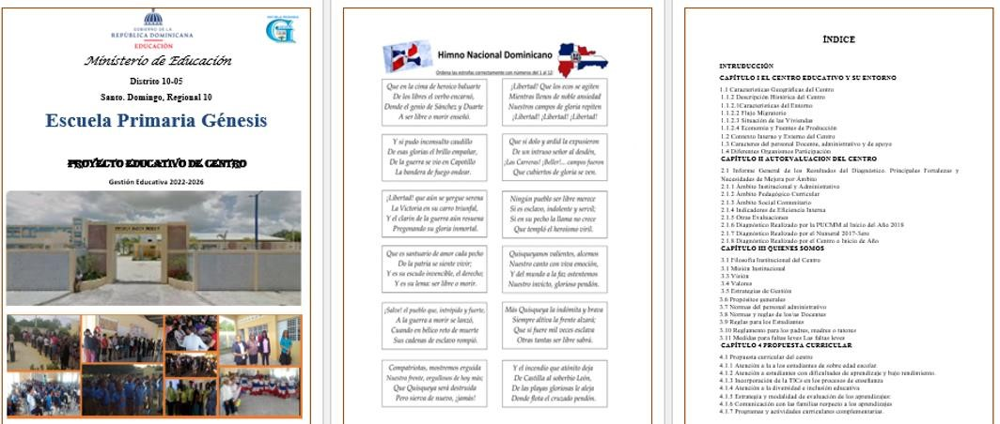 GOBIERNO DE LA
REPÚBLICA DOMINICANA
EDUCACIÓN
Ministerio de Educación
Distrito 10-05
Santo. Domingo, Regional 10
Escuela Primaria Génesis
PROYECTO EDUCATIVO DE CENTRO
Gestión Educativa 2022-2026
Himno Nacional Dominicano
Ordena las estrofas correctamente con números del 1 al 12
Que en la cima de heroico baluarte
De los libres el verbo encarnó,
Donde el genio de Sánchez y Duarte
A ser libre o morir enseñó.
¡Libertad! Que los ecos se agiten
Mientras llenos de noble ansiedad
Nuestros campos de gloria repiten
¡Libertad! ¡Libertad! ¡Libertad!
Y si pudo inconsulto caudillo
De esas glorias el brillo empañar,
De la guerra se vio en Capotillo
La bandera de fuego ondear.
Que si dolo y ardid la expusieron
De un intruso señor al desdén,
¡Las Carreras! ¡Beller!... campos fueron
Que cubiertos de gloria se ven.
¡Libertad! que aún se yergue serena
La Victoria en su carro triunfal,
Y el clarín de la guerra aún resuena
Pregonando su gloria inmortal.
Ningún pueblo ser libre merece
Si es esclavo, indolente y servil;
Si en su pecho la llama no crece
Que templó el heroísmo viril.
Que es santuario de amor cada pecho
Do la patria se siente vivir;
Y es su escudo invencible, el derecho;
Y es su lema: ser libre o morir.
Quisqueyanos valientes, alcemos
Nuestro canto con viva emoción,
Y del mundo a la faz ostentemos
Nuestro invicto, glorioso pendón.
¡Salve! el pueblo que, intrépido y fuerte,
A la guerra a morir se lanzó,
Cuando en bélico reto de muerte
Sus cadenas de esclavo rompió.
Más Quisqueya la indómita y brava
Siempre altiva la frente alzará;
Que si fuere mil veces esclava
Otras tantas ser libre sabrá.
Compatriotas, mostremos erguida
Nuestra frente, orgullosos de hoy más;
Que Quisqueya será destruida
Pero sierva de nuevo, ¡jamás!
Y el incendio que atónito deja
De Castilla al soberbio León,
De las playas gloriosas le aleja
Donde flota el cruzado pendón.
ÍNDICE
INTRODUCCIÓN
CAPÍTULO I EL CENTRO EDUCATIVO Y SU ENTORNO
1.1 Características Geográficas del Centro
1.1.2 Descripción Histórica del Centro
1.1.2.1Características del Entorno
1.1.2.2 Flujo Migratorio
1.1.2.3 Situación de las Viviendas
1.1.2.4 Economía y Fuentes de Producción
1.2 Contexto Interno y Externo del Centro
1.3 Caracteres del personal Docente, administrativo y de apoyo
1.4 Diferentes Organismos Participación
CAPÍTULO II AUTOEVALUACION DEL CENTRO
2.1 Informe General de los Resultados del Diagnóstico. Principales Fortalezas y
Necesidades de Mejora por Ámbito
2.1.1 Ámbito Institucional y Administrativo
2.1.2 Ámbito Pedagógico Curricular
2.1.3 Ámbito Social Comunitario
2.1.4 Indicadores de Eficiencia Interna
2.1.5 Otras Evaluaciones
2.1.6 Diagnóstico Realizado por la PUCMM al Inicio del Año 2018
2.1.7 Diagnóstico Realizado por el Numeral 2017-3ero
2.1.8 Diagnóstico Realizado por el Centro o Inicio de Año
CAPÍTULO III QUIENES SOMOS
3.1 Filosofía Institucional del Centro
3.1 Misión Institucional
3.3 Visión
3.4 Valores
3.5 Estrategias de Gestión
3.6 Propósitos generales
3.7 Normas del personal administrativo
3.8 Normas y reglas de los/as Docentes
3.9 Reglas para los Estudiantes
3.10 Reglamento para los padres, madres o tutores
3.11 Medidas para faltas leves Las faltas leves
CAPÍTULO 4 PROPUESTA CURRICULAR
4.1 Propuesta curricular del centro
4.1.1 Atención a la a los estudiantes de sobre edad escolar.
4.1.2 Atención a estudiantes con dificultades de aprendizaje y bajo rendimiento.
4.1.3 Incorporación de la TICs en los procesos de enseñanza
4.1.4 Atención a la diversidad e inclusión educativa
4.1.5 Estrategia y modalidad de evaluación de los aprendizajes:
4.1.6 Comunicación con las familias respecto a los aprendizajes
4.1.7 Programas y actividades curriculares complementarias.